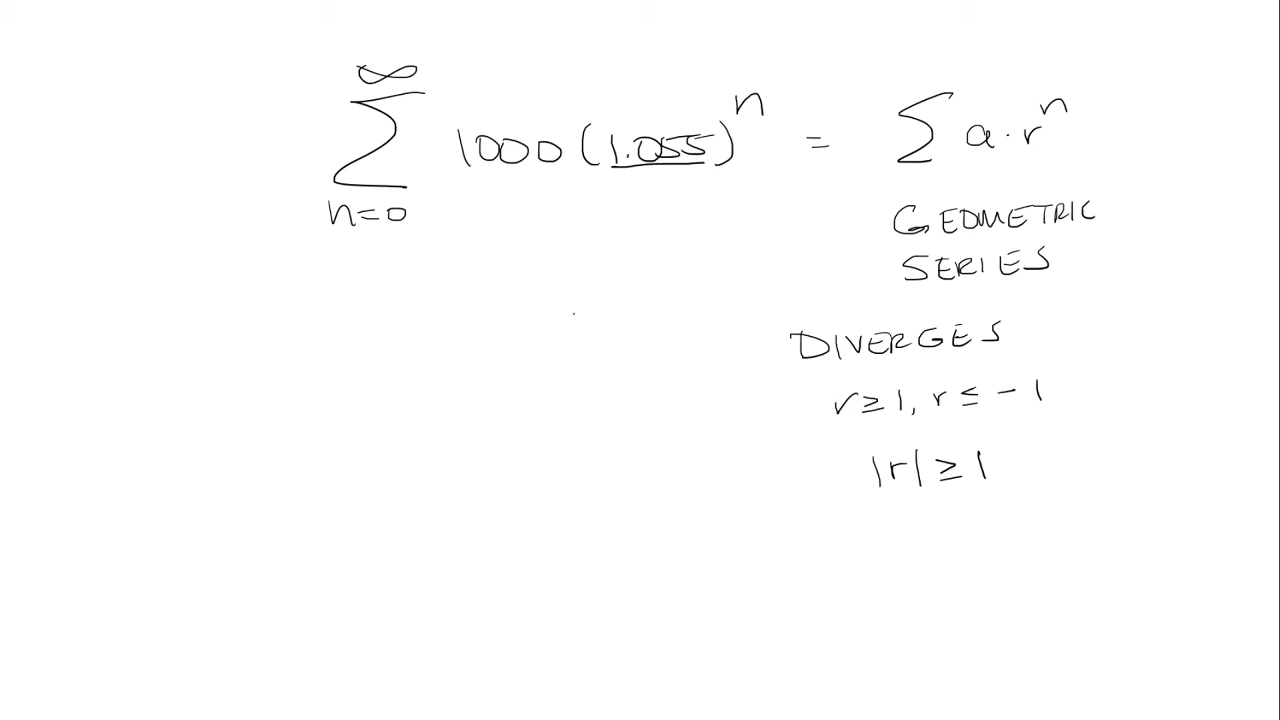 ∞
∑ 1000(1.055)^n = ∑ a·r^n
n=0
GEOMETRIC
SERIES
DIVERGES
r ≥ 1, r ≤ -1
|r| ≥ 1